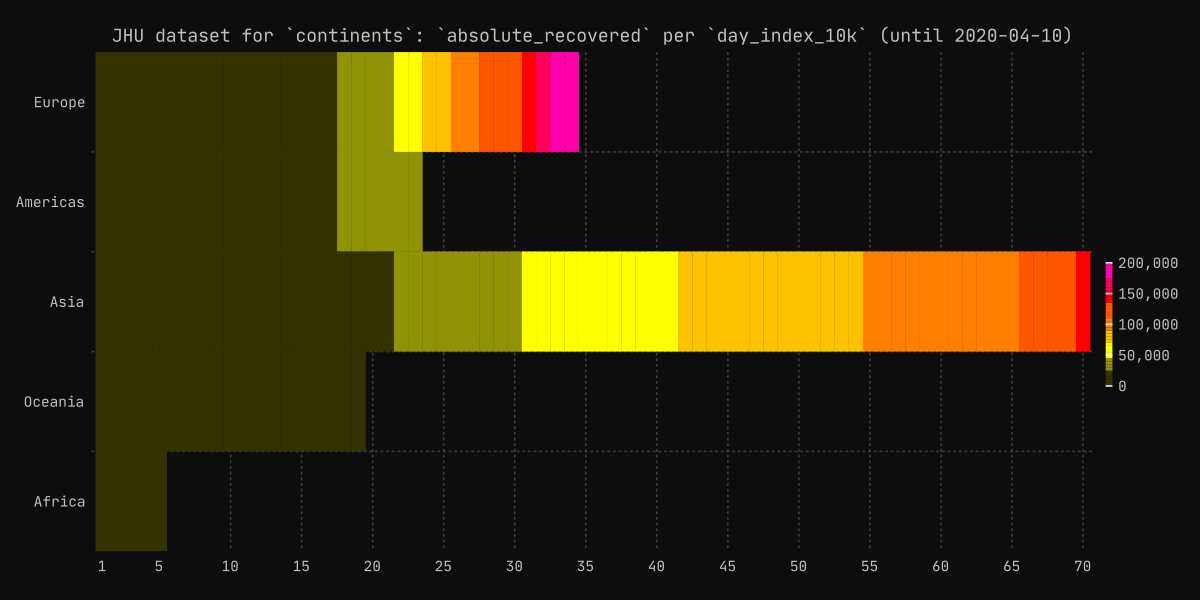 JHU dataset for `continents`: `absolute_recovered` per `day_index_10k` (until 2020-04-10)
Europe
Americas
Asia
Oceania
Africa
200,000
150,000
100,000
50,000
0
1 5 10 15 20 25 30 35 40 45 50 55 60 65 70